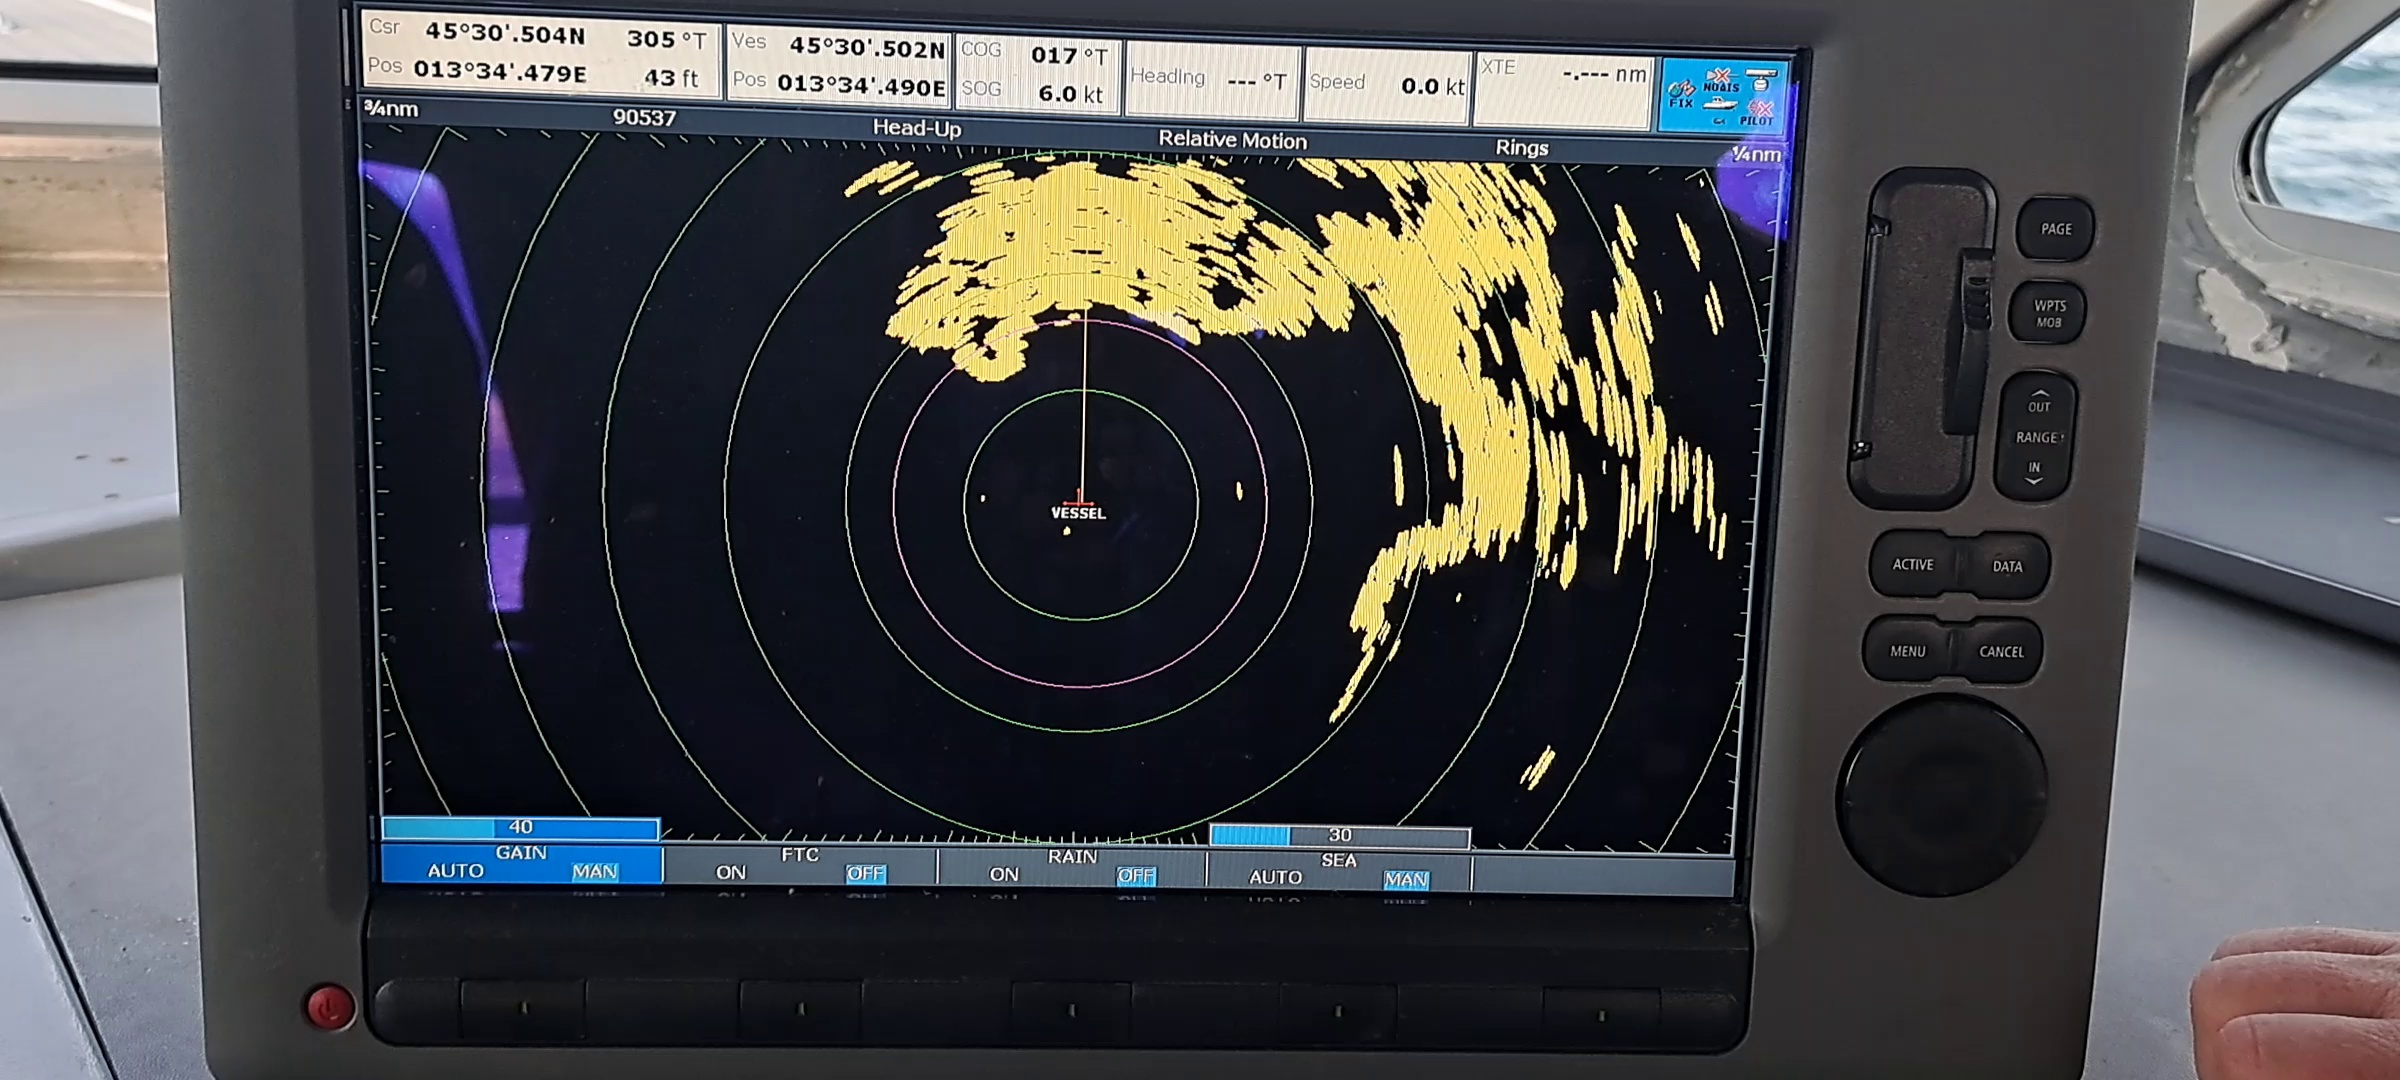 Csr 45°30'.504N 305 °T
Pos 013°34'.479E 43 ft
Ves 45°30'.502N
Pos 013°34'.490E
COG 017 °T
SOG 6.0 kt
Heading --- °T
Speed 0.0 kt
XTE -.--- nm
FIX NOAIS PILOT
¾nm 90537 Head-Up Relative Motion Rings ¼nm
VESSEL
40
30
GAIN
AUTO MAN
FTC
ON OFF
RAIN
ON OFF
SEA
AUTO MAN
PAGE
WPTS
MOB
OUT
RANGE
IN
ACTIVE DATA
MENU CANCEL